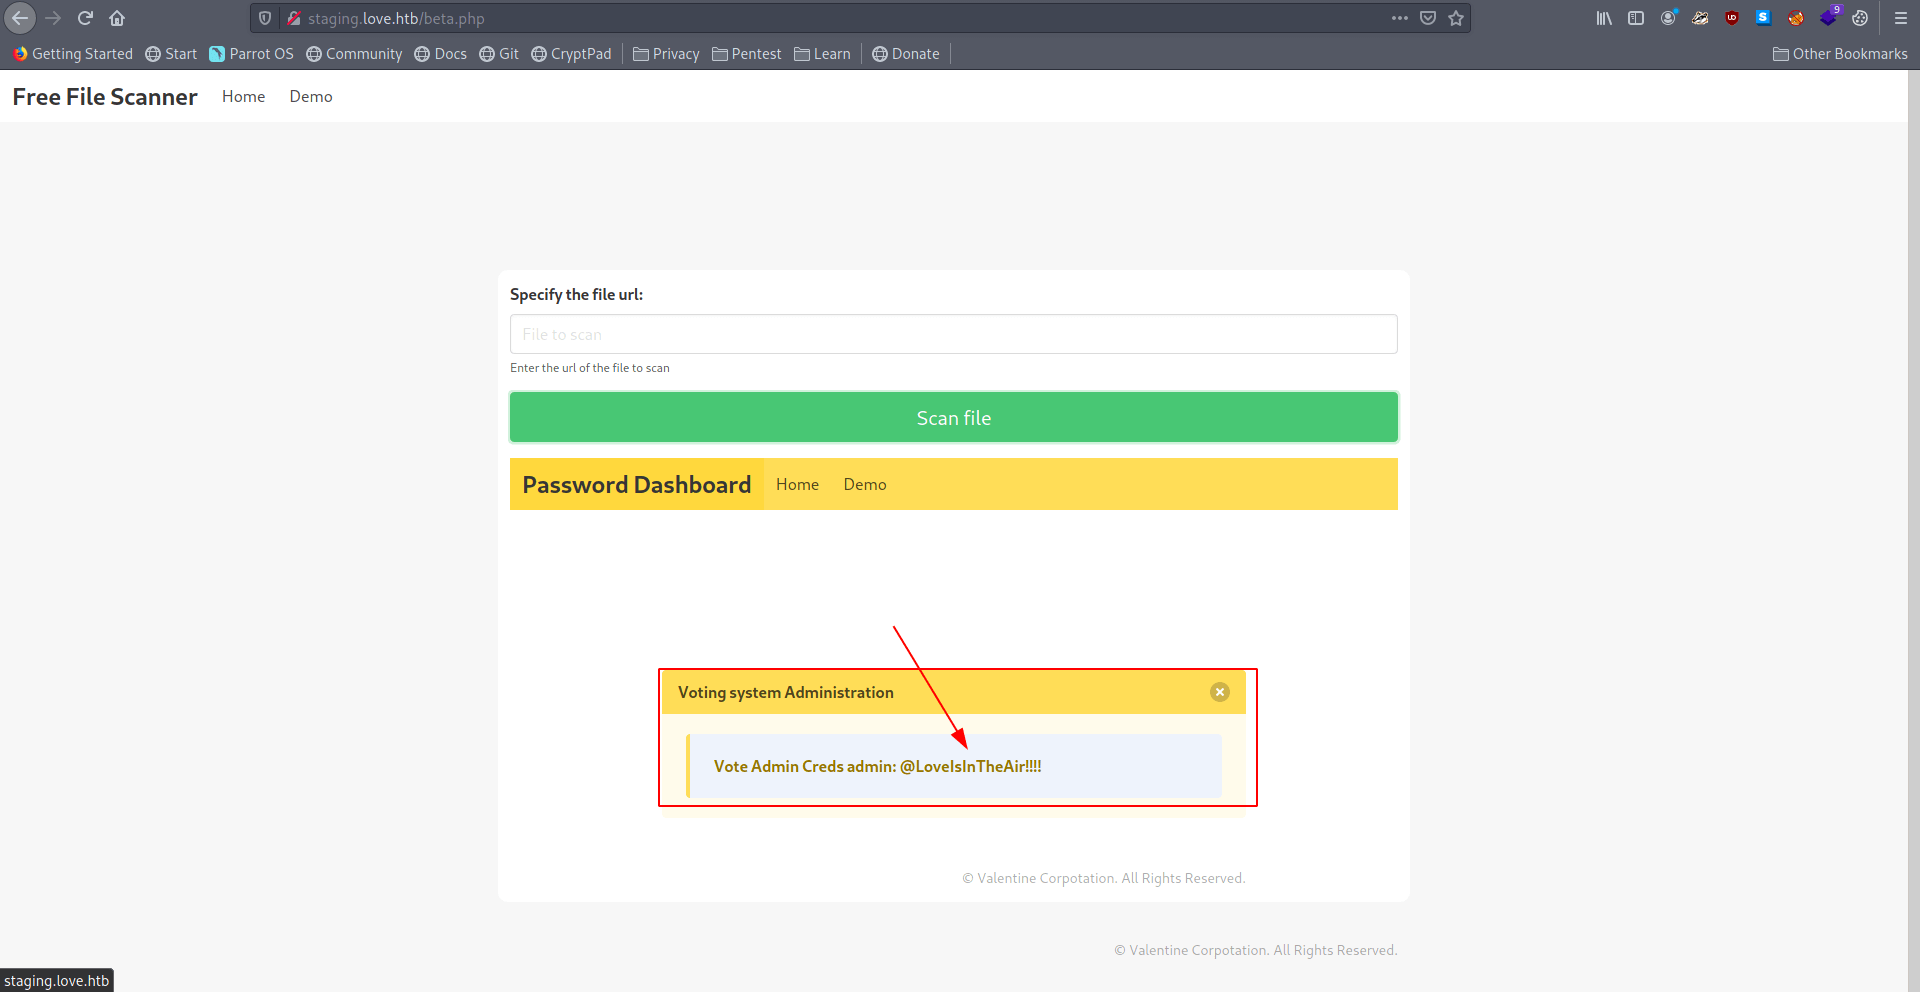 staging.love.htb/beta.php
9
Getting Started Start Parrot OS Community Docs Git CryptPad Privacy Pentest Learn Donate Other Bookmarks
Free File Scanner Home Demo
Specify the file url:
File to scan
Enter the url of the file to scan
Scan file
Password Dashboard Home Demo
Voting system Administration
Vote Admin Creds admin: @LoveIsInTheAir!!!!
© Valentine Corpotation. All Rights Reserved.
© Valentine Corpotation. All Rights Reserved.
staging.love.htb